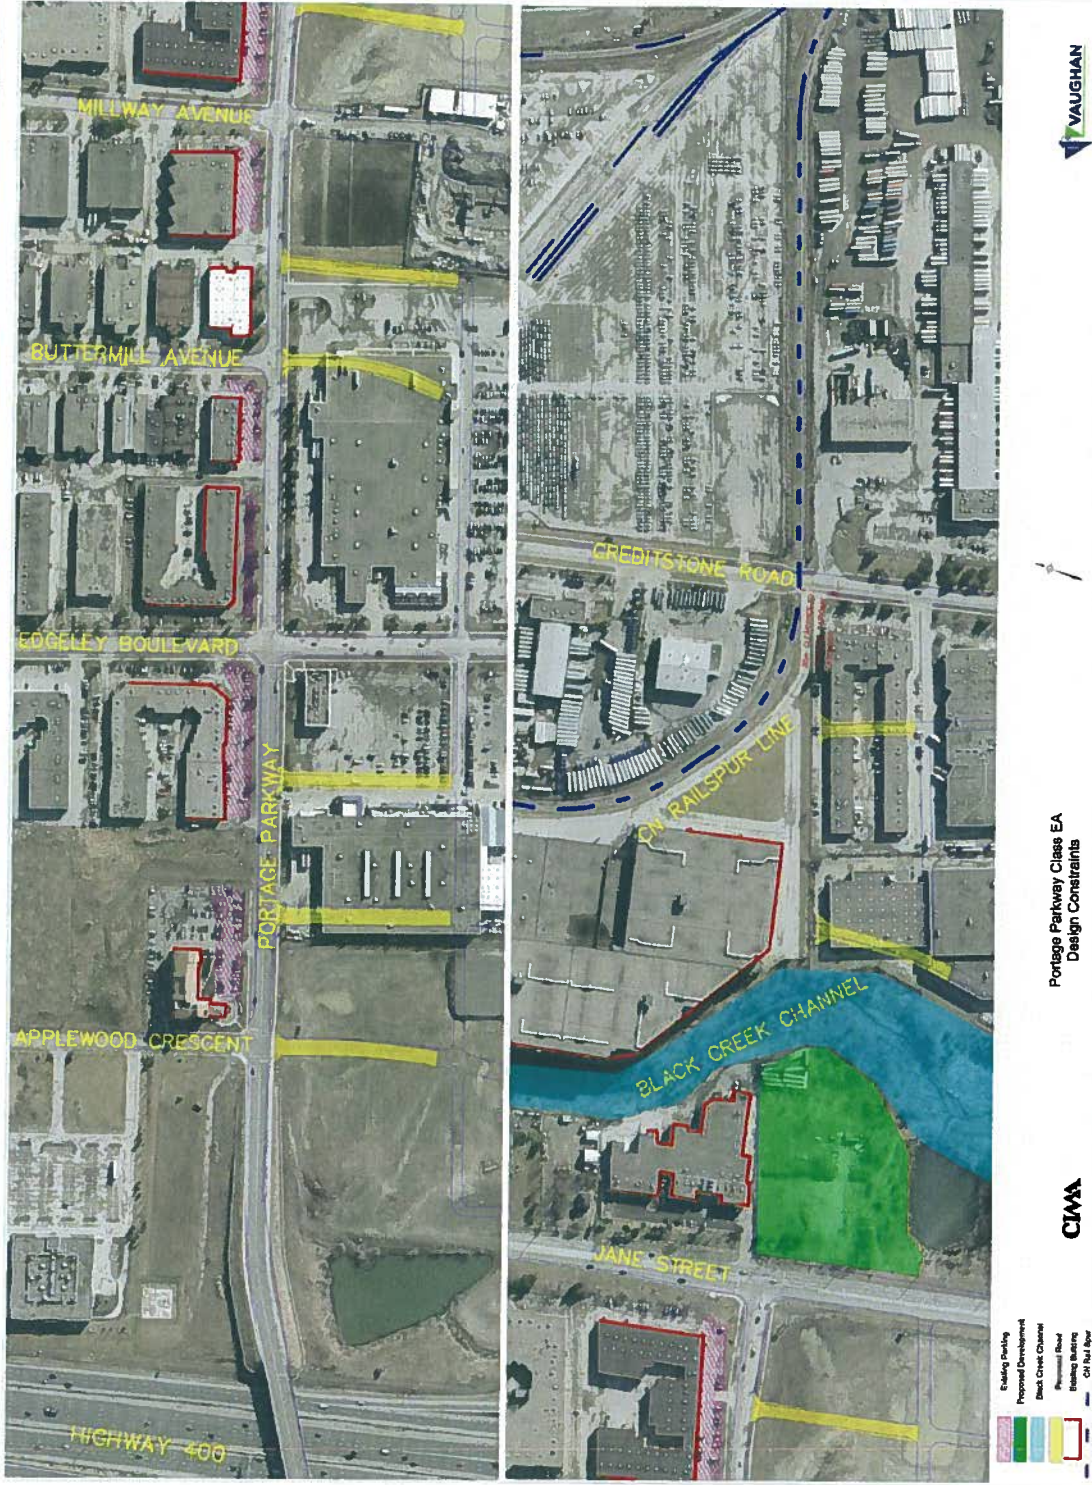 MILLWAY AVENUE
BUTTERMILL AVENUE
EDGELEY BOULEVARD
PORTAGE PARKWAY
APPLEWOOD CRESCENT
HIGHWAY 400
CREDITSTONE ROAD
CN RAILSPUR LINE
BLACK CREEK CHANNEL
JANE STREET
VAUGHAN
Portage Parkway Class EA
Design Constraints
CIMA
Existing Parking
Proposed Development
Black Creek Channel
Proposed Road
Existing Building
CN Rail Spur